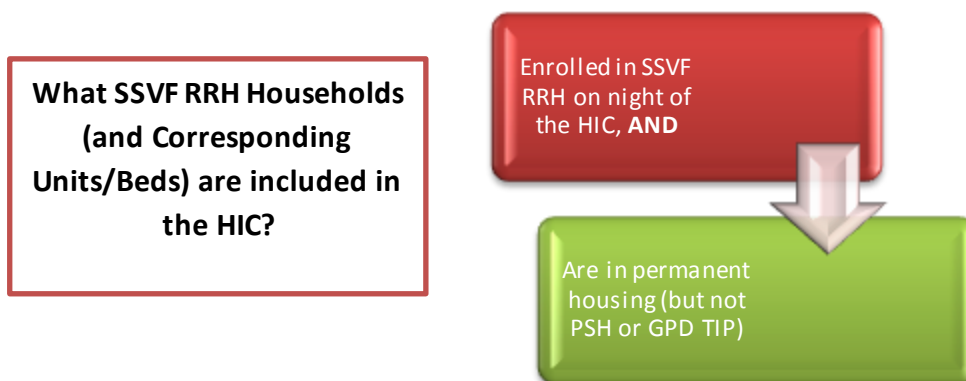 What SSVF RRH Households
(and Corresponding
Units/Beds) are included in
the HIC?
Enrolled in SSVF
RRH on night of
the HIC, AND
Are in permanent
housing (but not
PSH or GPD TIP)